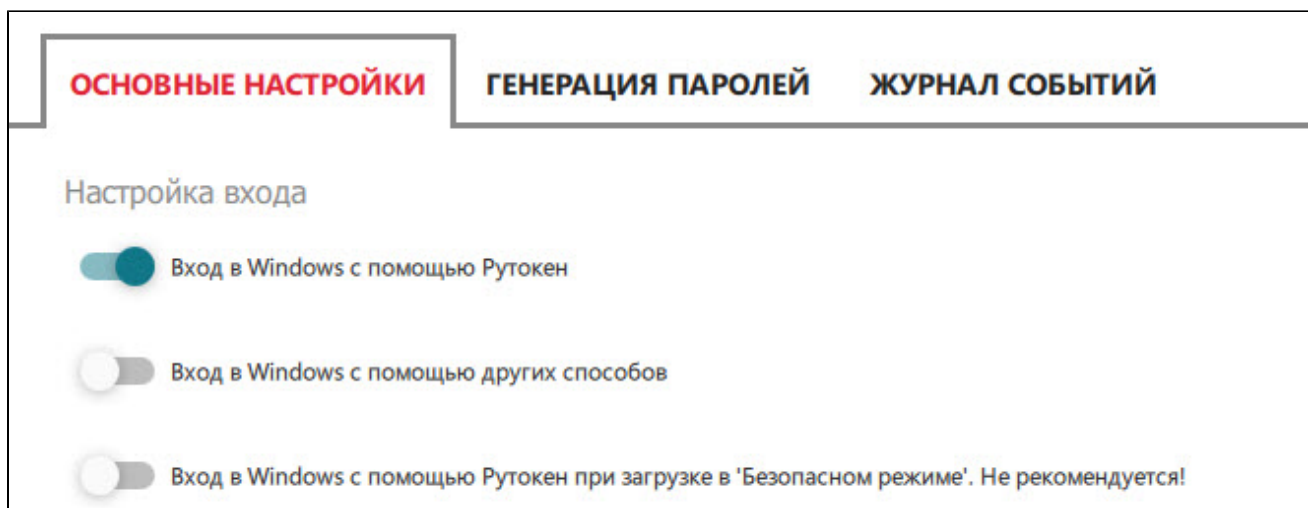 ОСНОВНЫЕ НАСТРОЙКИ ГЕНЕРАЦИЯ ПАРОЛЕЙ ЖУРНАЛ СОБЫТИЙ
Настройка входа
Вход в Windows с помощью Рутокен
Вход в Windows с помощью других способов
Вход в Windows с помощью Рутокен при загрузке в 'Безопасном режиме'. Не рекомендуется!